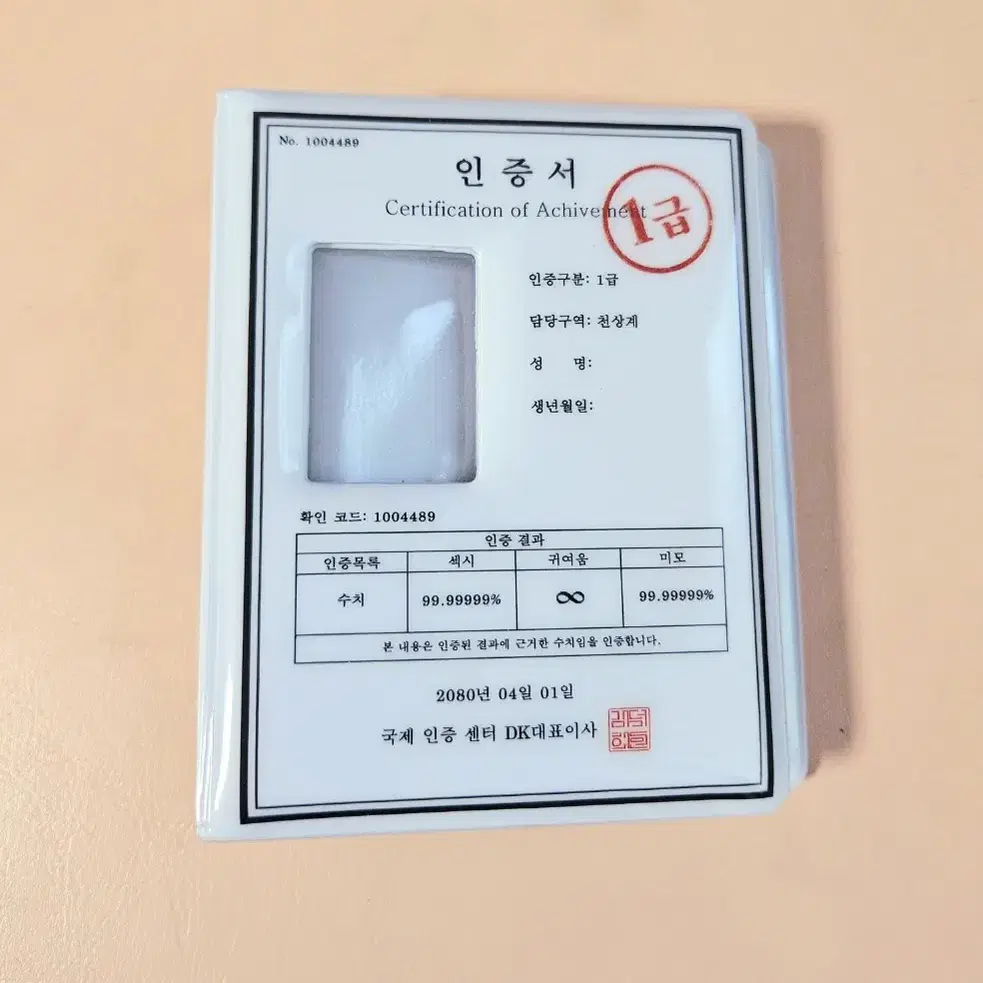 No. 1004489
인증서
Certification of Achivement
1급
인증구분: 1급
담당구역: 천상계
성 명:
생년월일:
확인 코드: 1004489
인증 결과
인증목록 섹시 귀여움 미모
수치 99.99999% ∞ 99.99999%
본 내용은 인증된 결과에 근거한 수치임을 인증합니다.
2080년 04일 01일
국제 인증 센터 DK대표이사